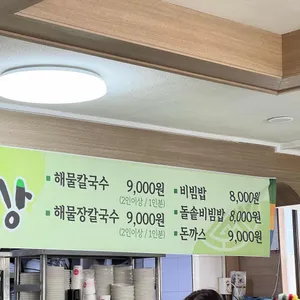 상
해물칼국수 9,000원
(2인이상 / 1인분)
해물장칼국수 9,000원
(2인이상 / 1인분)
비빔밥 8,000원
돌솥비빔밥 8,000원
돈까스 9,000원